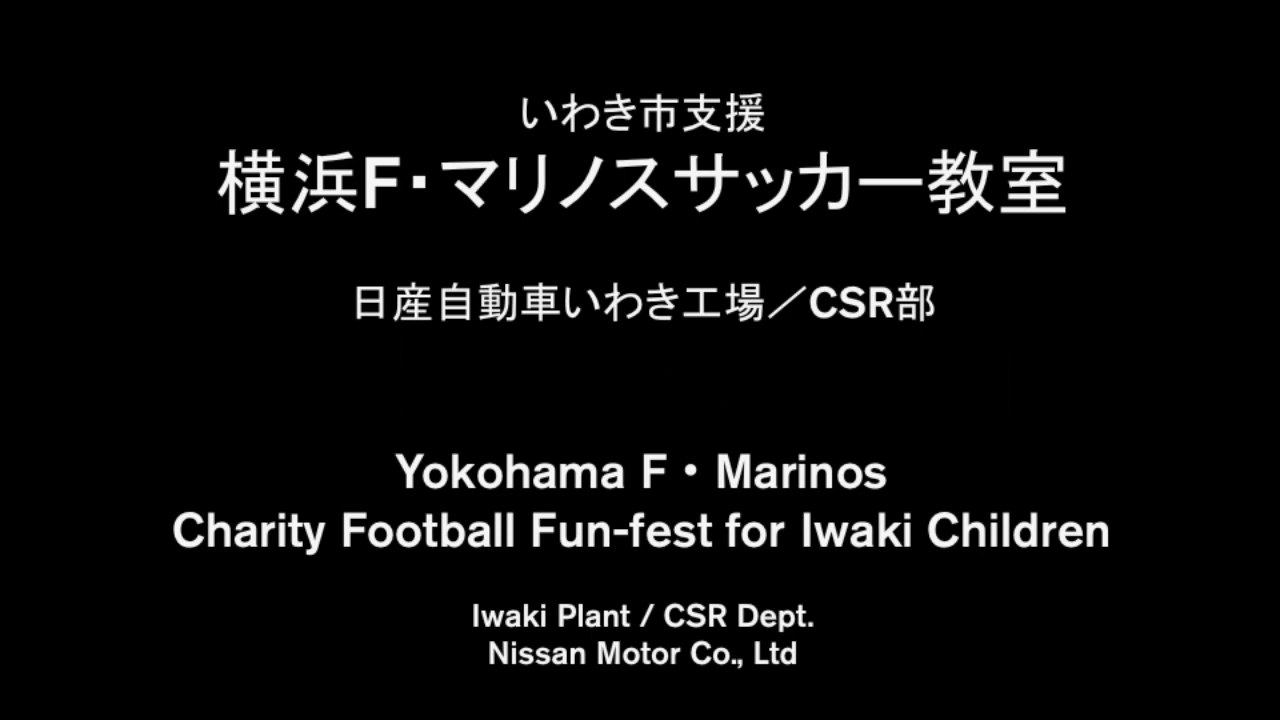 いわき市支援
横浜F・マリノスサッカー教室
日産自動車いわき工場／CSR部
Yokohama F・Marinos
Charity Football Fun-fest for Iwaki Children
Iwaki Plant / CSR Dept.
Nissan Motor Co., Ltd